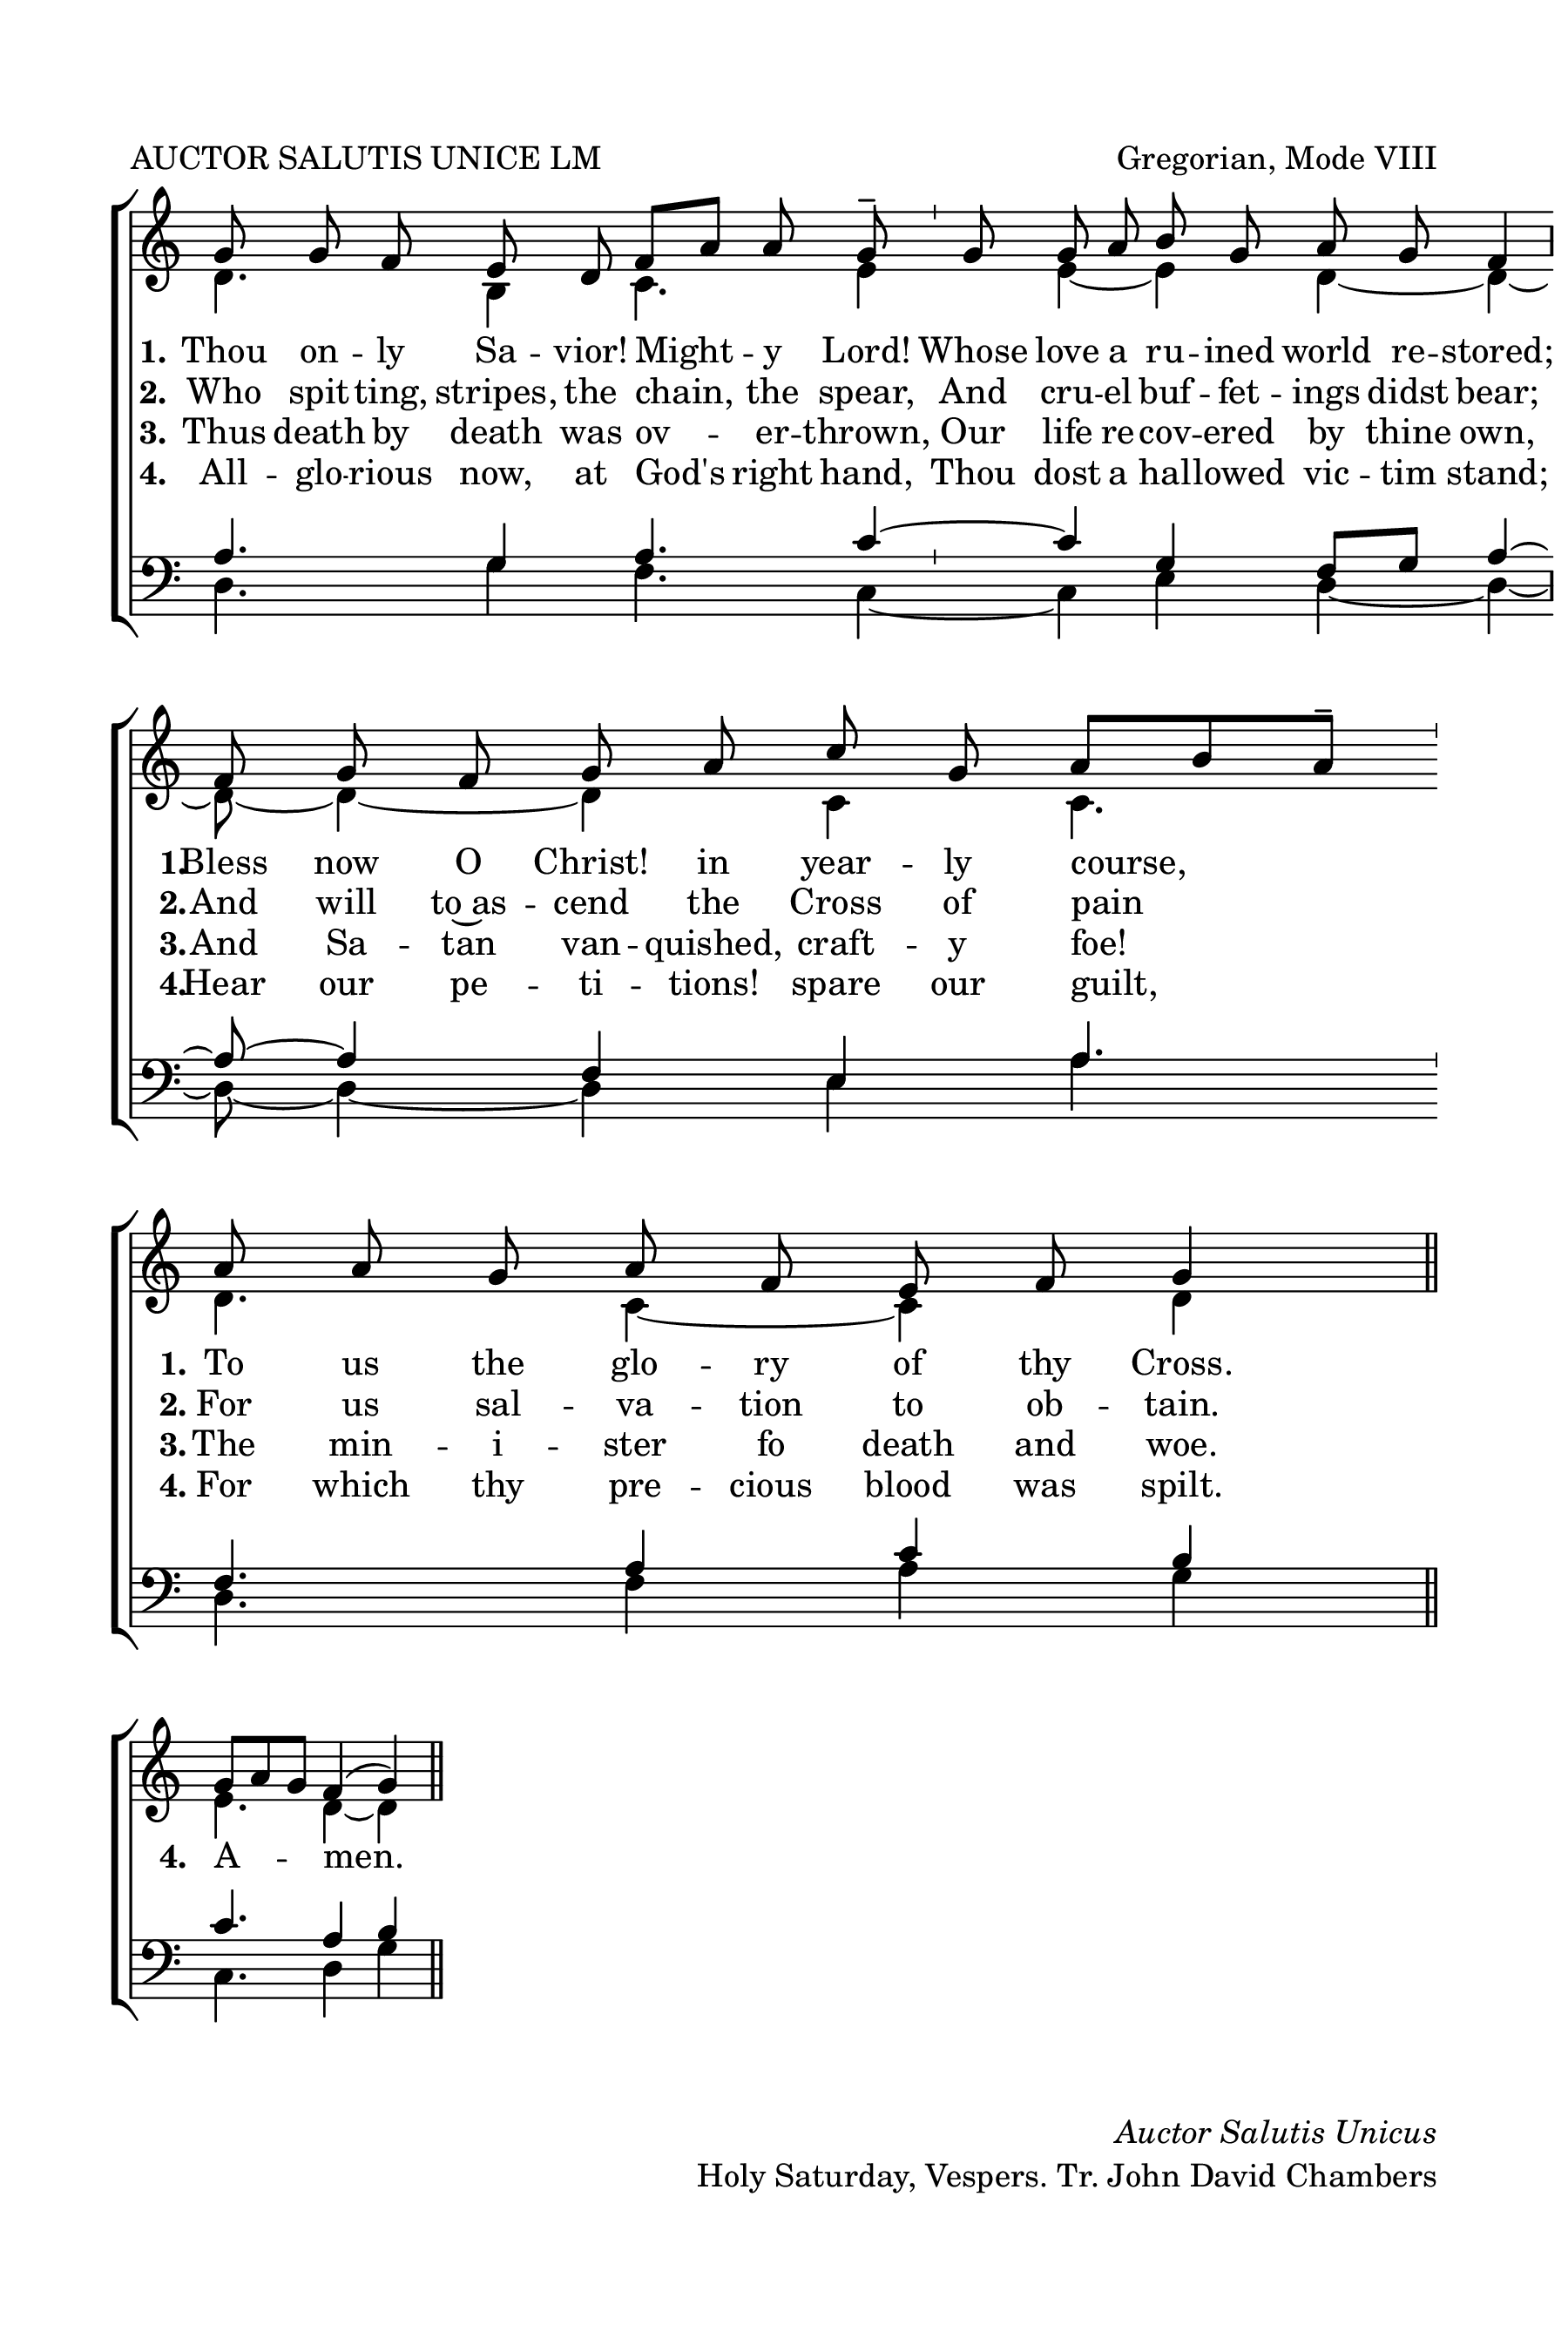 AUCTOR SALUTIS UNICE LM
Gregorian, Mode VIII
1. Thou on -- ly Sa -- vior! Might -- y Lord! Whose love a ru -- ined world re -- stored;
2. Who spit -- ting, stripes, the chain, the spear, And cru -- el buf -- fet -- ings didst bear;
3. Thus death by death was ov -- er -- thrown, Our life re -- cov -- ered by thine own,
4. All -- glo -- rious now, at God's right hand, Thou dost a hal -- lowed vic -- tim stand;
1. Bless now O Christ! in year -- ly course,
2. And will to‿as -- cend the Cross of pain
3. And Sa -- tan van -- quished, craft -- y foe!
4. Hear our pe -- ti -- tions! spare our guilt,
1. To us the glo -- ry of thy Cross.
2. For us sal -- va -- tion to ob -- tain.
3. The min -- i -- ster fo death and woe.
4. For which thy pre -- cious blood was spilt.
4. A -- men.
Auctor Salutis Unicus
Holy Saturday, Vespers. Tr. John David Chambers